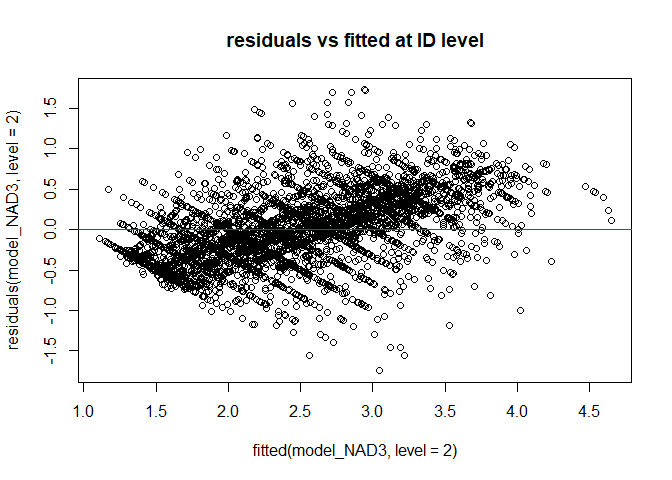 residuals vs fitted at ID level
residuals(model_NAD3, level = 2)
1.5
1.0
0.5
0.0
-0.5
-1.0
-1.5
1.0 1.5 2.0 2.5 3.0 3.5 4.0 4.5
fitted(model_NAD3, level = 2)